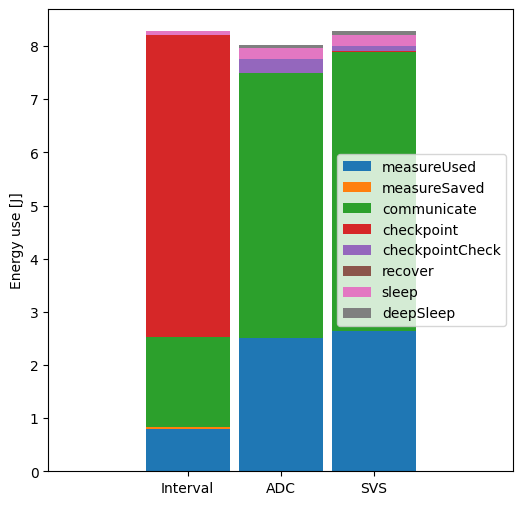 Energy use [J]
8
7
6
5
4
3
2
1
0
measureUsed
measureSaved
communicate
checkpoint
checkpointCheck
recover
sleep
deepSleep
Interval
ADC
SVS